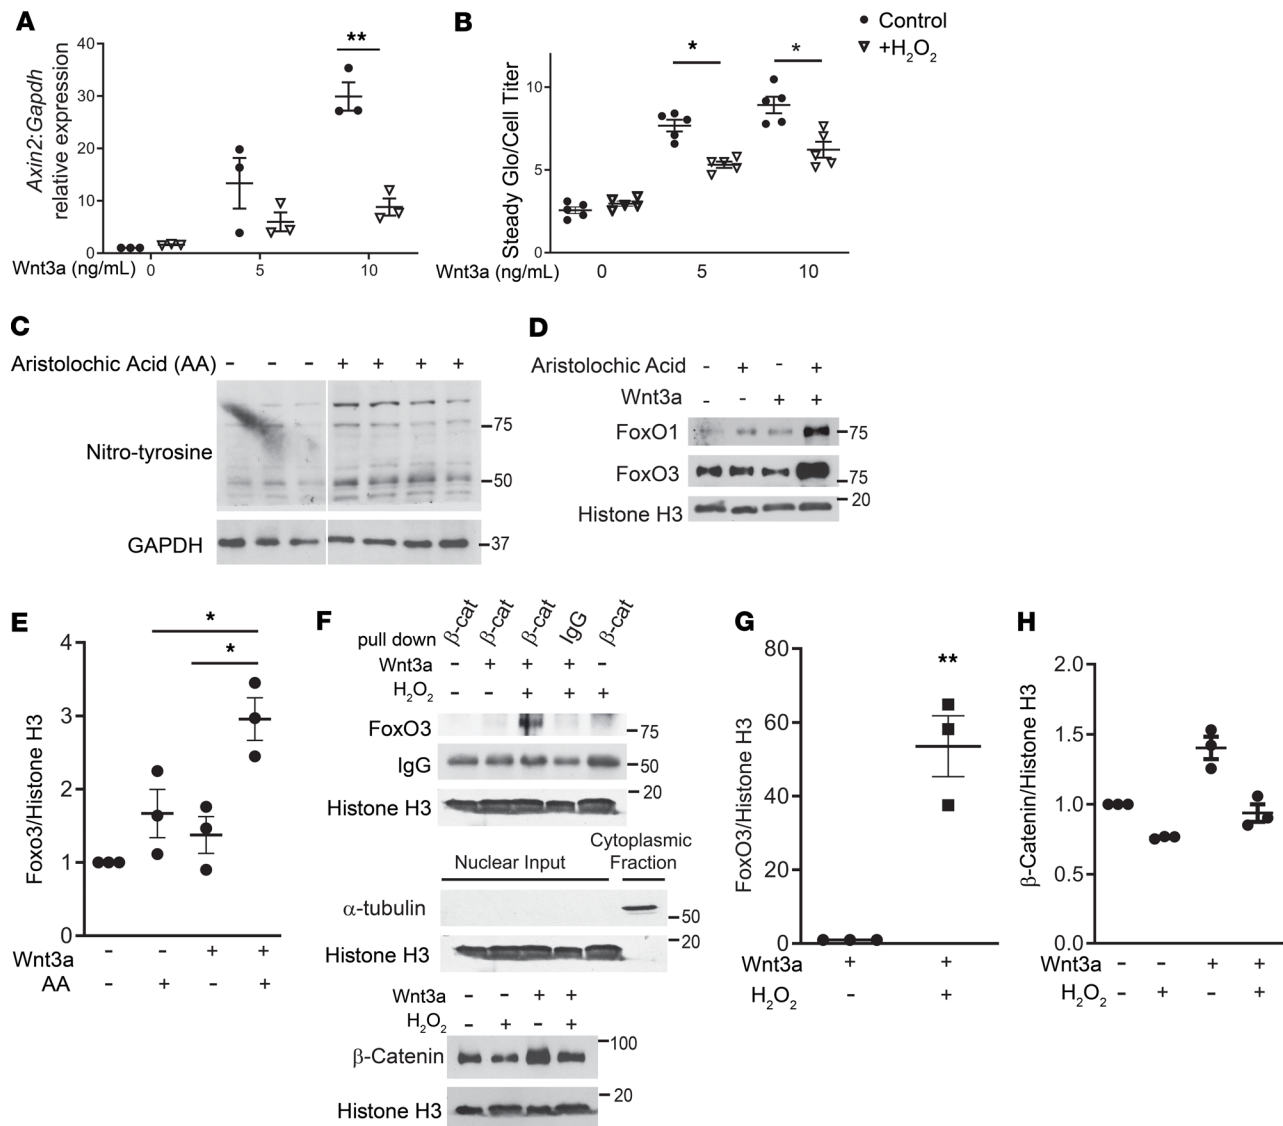 A
Axin2:Gapdh
relative expression
40
30
20
10
0
**
Wnt3a (ng/mL) 0 5 10
B
Steady Glo/Cell Titer
10
5
0
* *
Wnt3a (ng/mL) 0 5 10
Control
+H2O2
C
Aristolochic Acid (AA) - - - + + + +
Nitro-tyrosine
75
50
GAPDH
37
D
Aristolochic Acid - + - +
Wnt3a - - + +
FoxO1 75
FoxO3 75
20
Histone H3
E
Foxo3/Histone H3
4
3
2
1
0
*
*
Wnt3a - - + +
AA - + - +
F
pull down β-cat β-cat β-cat IgG β-cat
Wnt3a - + + + -
H2O2 - - + + +
FoxO3 75
IgG 50
Histone H3 20
Nuclear Input
Cytoplasmic
Fraction
α-tubulin 50
Histone H3 20
Wnt3a - - + +
H2O2 - + - +
β-Catenin 100
Histone H3 20
G
FoxO3/Histone H3
80
60
40
20
0
**
Wnt3a + +
H2O2 - +
H
β-Catenin/Histone H3
2.0
1.5
1.0
0.5
0.0
Wnt3a - - + +
H2O2 - + - +